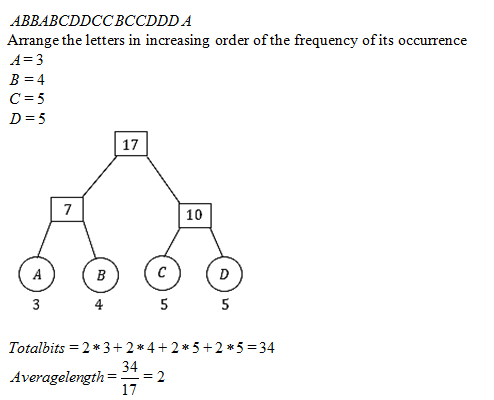 ABBABCDDCCBCCDDDA
Arrange the letters in increasing order of the frequency of its occurrence
A=3
B=4
C=5
D=5
17
7
10
A B C D
3 4 5 5
Totalbits = 2*3+2*4+2*5+2*5=34
Averagelength = 34/17 = 2